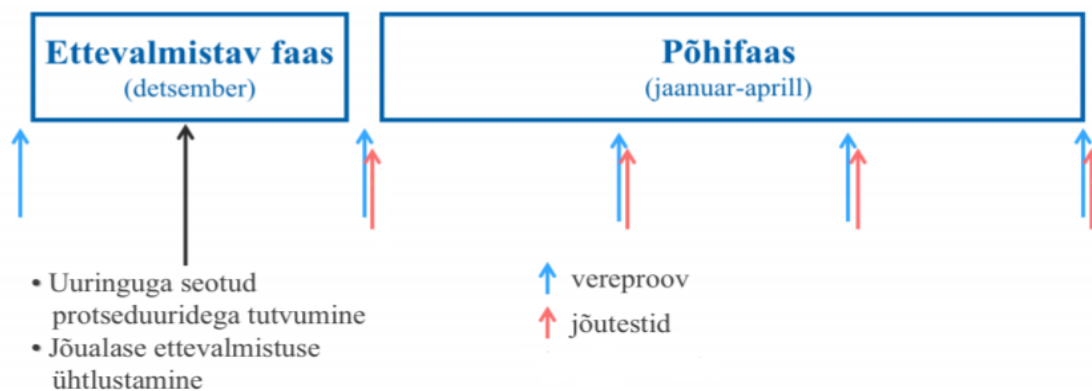 Ettevalmistav faas
(detsember)
Põhifaas
(jaanuar-aprill)
• Uuringuga seotud
protseduuridega tutvumine
• Jõualase ettevalmistuse
ühtlustamine
vereproov
jõutestid